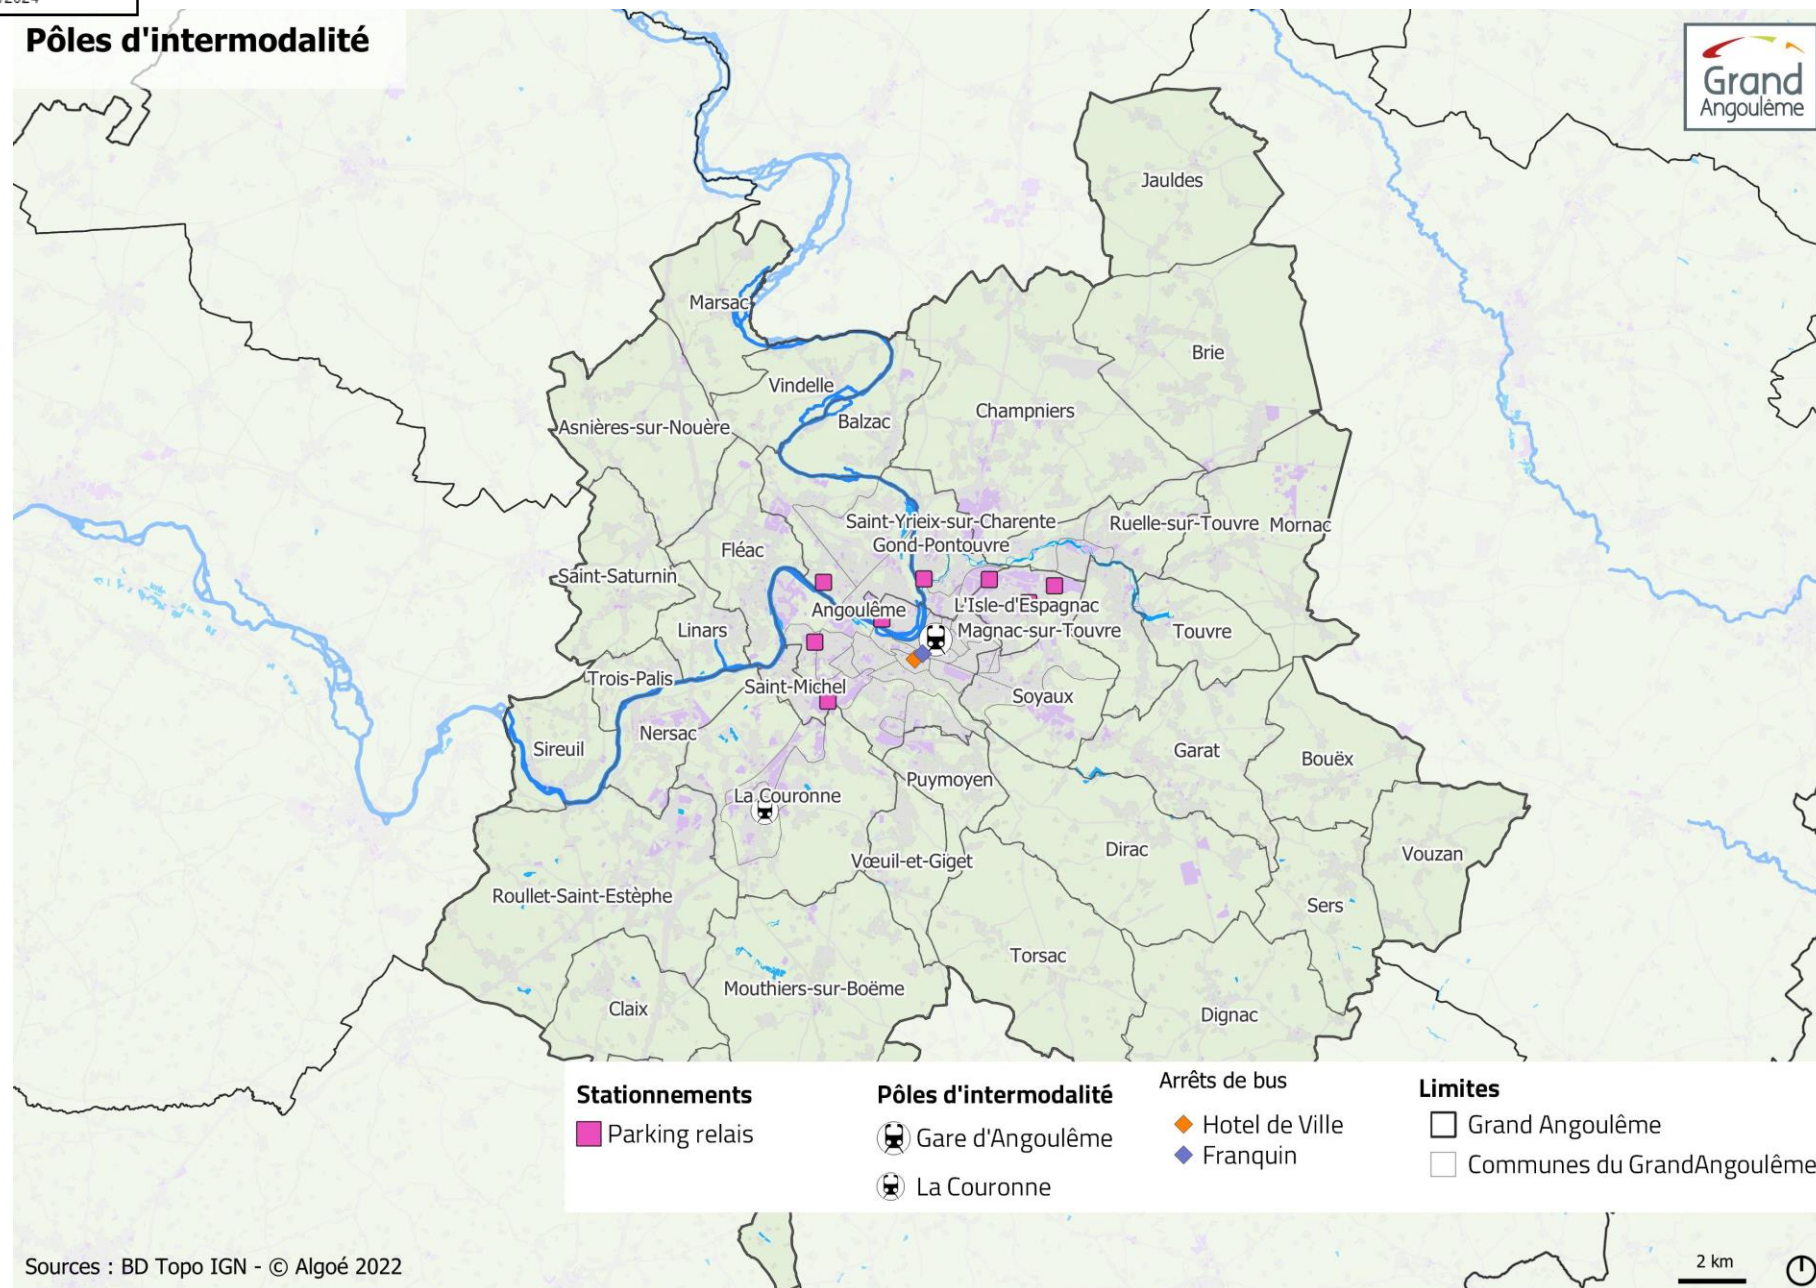 Pôles d'intermodalité
Grand
Angoulême
Jauldes
Marsac
Brie
Vindelle
Champniers
Balzac
Asnières-sur-Nouère
Saint-Yrieix-sur-Charente
Ruelle-sur-Touvre
Mornac
Gond-Pontouvre
Fléac
Saint-Saturnin
Angoulême
L'Isle-d'Espagnac
Linars
Magnac-sur-Touvre
Touvre
Trois-Palis
Saint-Michel
Soyaux
Nersac
Sireuil
Garat
Bouëx
Puymoyen
La Couronne
Dirac
Vouzan
Vœuil-et-Giget
Roullet-Saint-Estèphe
Sers
Torsac
Mouthiers-sur-Boëme
Claix
Dignac
Stationnements
Parking relais
Pôles d'intermodalité
Gare d'Angoulême
La Couronne
Arrêts de bus
Hotel de Ville
Franquin
Limites
Grand Angoulême
Communes du GrandAngoulême
Sources : BD Topo IGN - © Algoé 2022
2 km